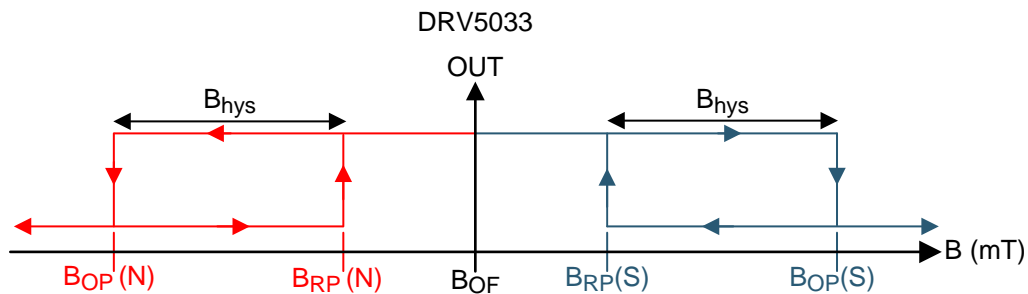 DRV5033
OUT
Bhys Bhys
B (mT)
BOP(N) BRP(N) BOF BRP(S) BOP(S)